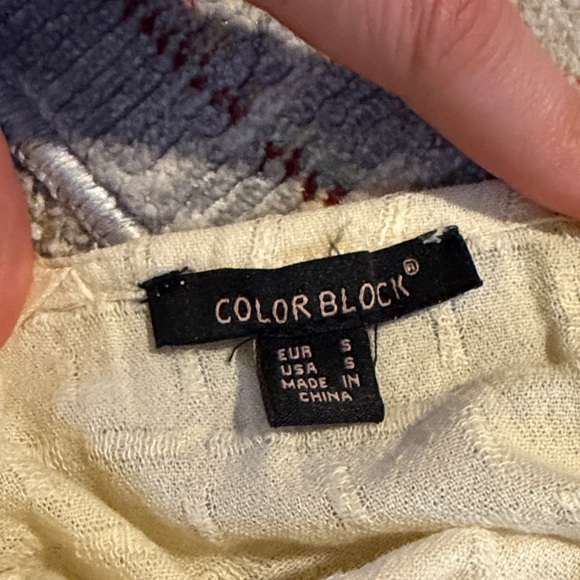 COLOR BLOCK®
EUR S
USA S
MADE IN
CHINA